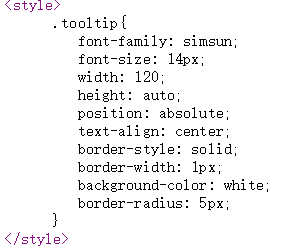 <style>
.tooltip{
font-family: simsun;
font-size: 14px;
width: 120;
height: auto;
position: absolute;
text-align: center;
border-style: solid;
border-width: 1px;
background-color: white;
border-radius: 5px;
}
</style>